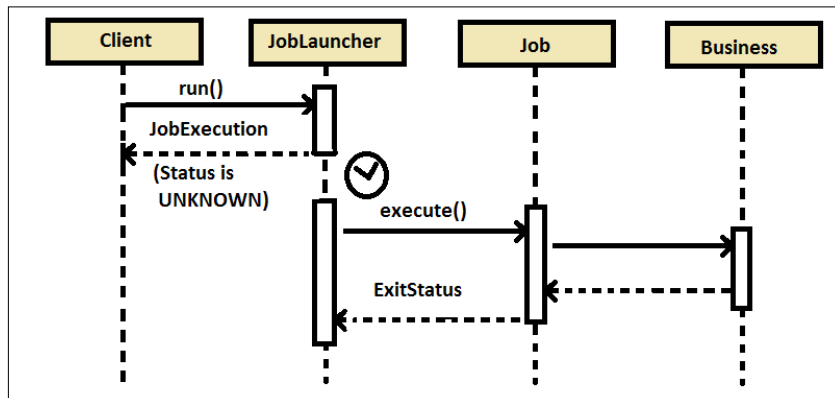 Client
JobLauncher
Job
Business
run()
JobExecution
(Status is
UNKNOWN)
execute()
ExitStatus